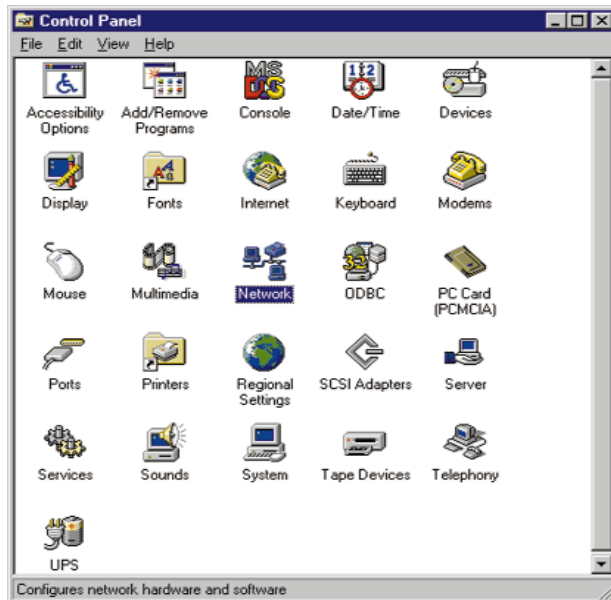 Control Panel
File Edit View Help
Accessibility Options
Add/Remove Programs
Console
Date/Time
Devices
Display
Fonts
Internet
Keyboard
Modems
Mouse
Multimedia
Network
ODBC
PC Card (PCMCIA)
Ports
Printers
Regional Settings
SCSI Adapters
Server
Services
Sounds
System
Tape Devices
Telephony
UPS
Configures network hardware and software